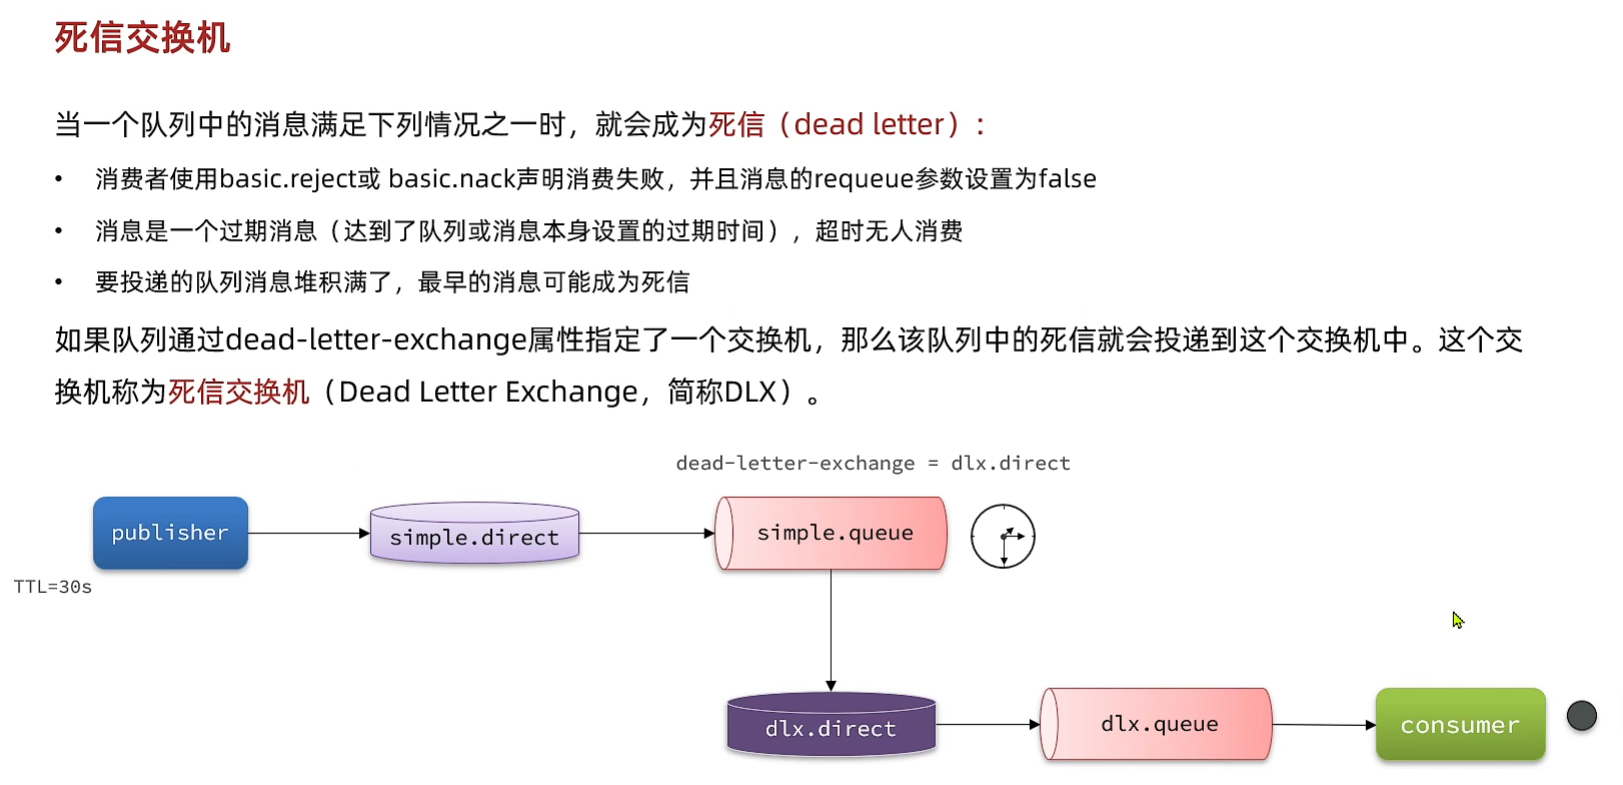 死信交换机
当一个队列中的消息满足下列情况之一时，就会成为死信（dead letter）：
• 消费者使用basic.reject或 basic.nack声明消费失败，并且消息的requeue参数设置为false
• 消息是一个过期消息（达到了队列或消息本身设置的过期时间），超时无人消费
• 要投递的队列消息堆积满了，最早的消息可能成为死信
如果队列通过dead-letter-exchange属性指定了一个交换机，那么该队列中的死信就会投递到这个交换机中。这个交
换机称为死信交换机（Dead Letter Exchange，简称DLX）。
dead-letter-exchange = dlx.direct
publisher
simple.direct
simple.queue
TTL=30s
dlx.direct
dlx.queue
consumer